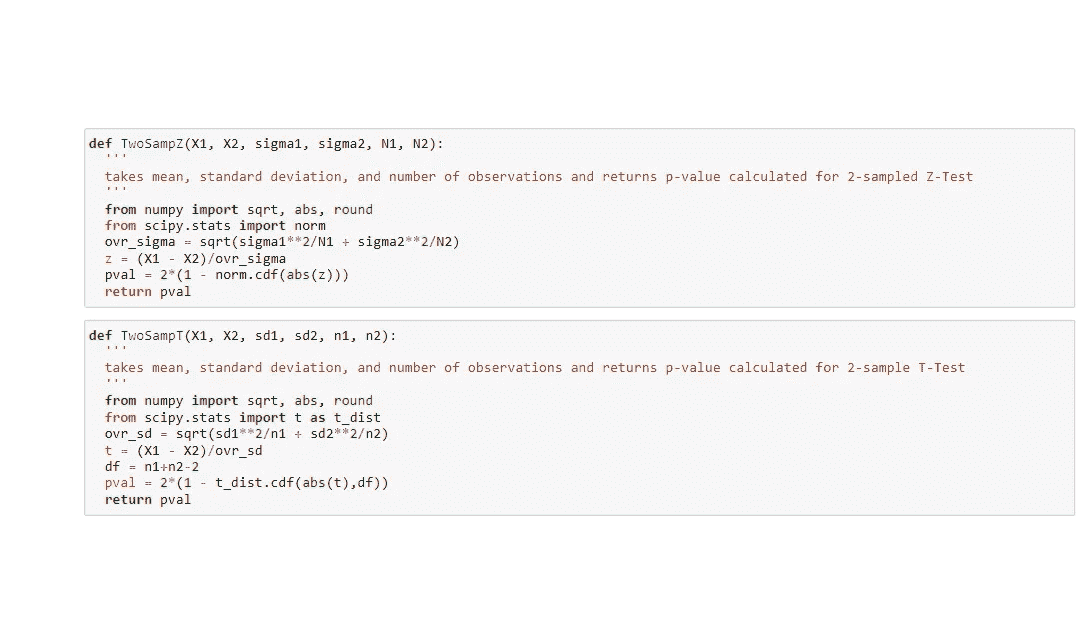 def TwoSampZ(X1, X2, sigma1, sigma2, N1, N2):
'''
takes mean, standard deviation, and number of observations and returns p-value calculated for 2-sampled Z-Test
'''
from numpy import sqrt, abs, round
from scipy.stats import norm
ovr_sigma = sqrt(sigma1**2/N1 + sigma2**2/N2)
z = (X1 - X2)/ovr_sigma
pval = 2*(1 - norm.cdf(abs(z)))
return pval
def TwoSampT(X1, X2, sd1, sd2, n1, n2):
'''
takes mean, standard deviation, and number of observations and returns p-value calculated for 2-sample T-Test
'''
from numpy import sqrt, abs, round
from scipy.stats import t as t_dist
ovr_sd = sqrt(sd1**2/n1 + sd2**2/n2)
t = (X1 - X2)/ovr_sd
df = n1+n2-2
pval = 2*(1 - t_dist.cdf(abs(t),df))
return pval